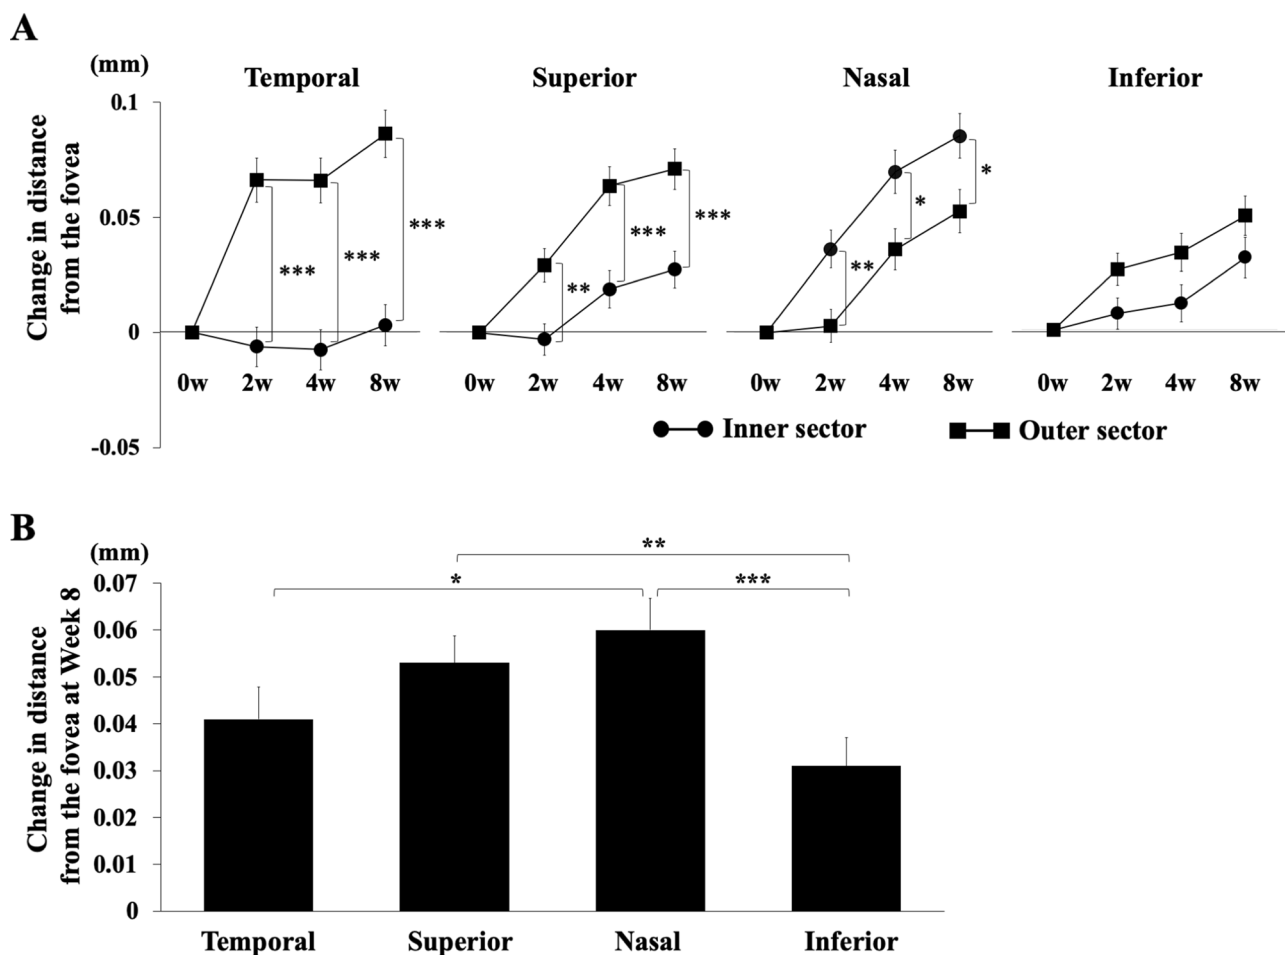 A
(mm)
Temporal
Superior
Nasal
Inferior
Change in distance
from the fovea
0.1
0.05
0
-0.05
***
***
***
**
***
***
**
*
*
0w 2w 4w 8w
0w 2w 4w 8w
0w 2w 4w 8w
0w 2w 4w 8w
Inner sector
Outer sector
B
(mm)
Change in distance
from the fovea at Week 8
**
*
***
0.07
0.06
0.05
0.04
0.03
0.02
0.01
0
Temporal
Superior
Nasal
Inferior